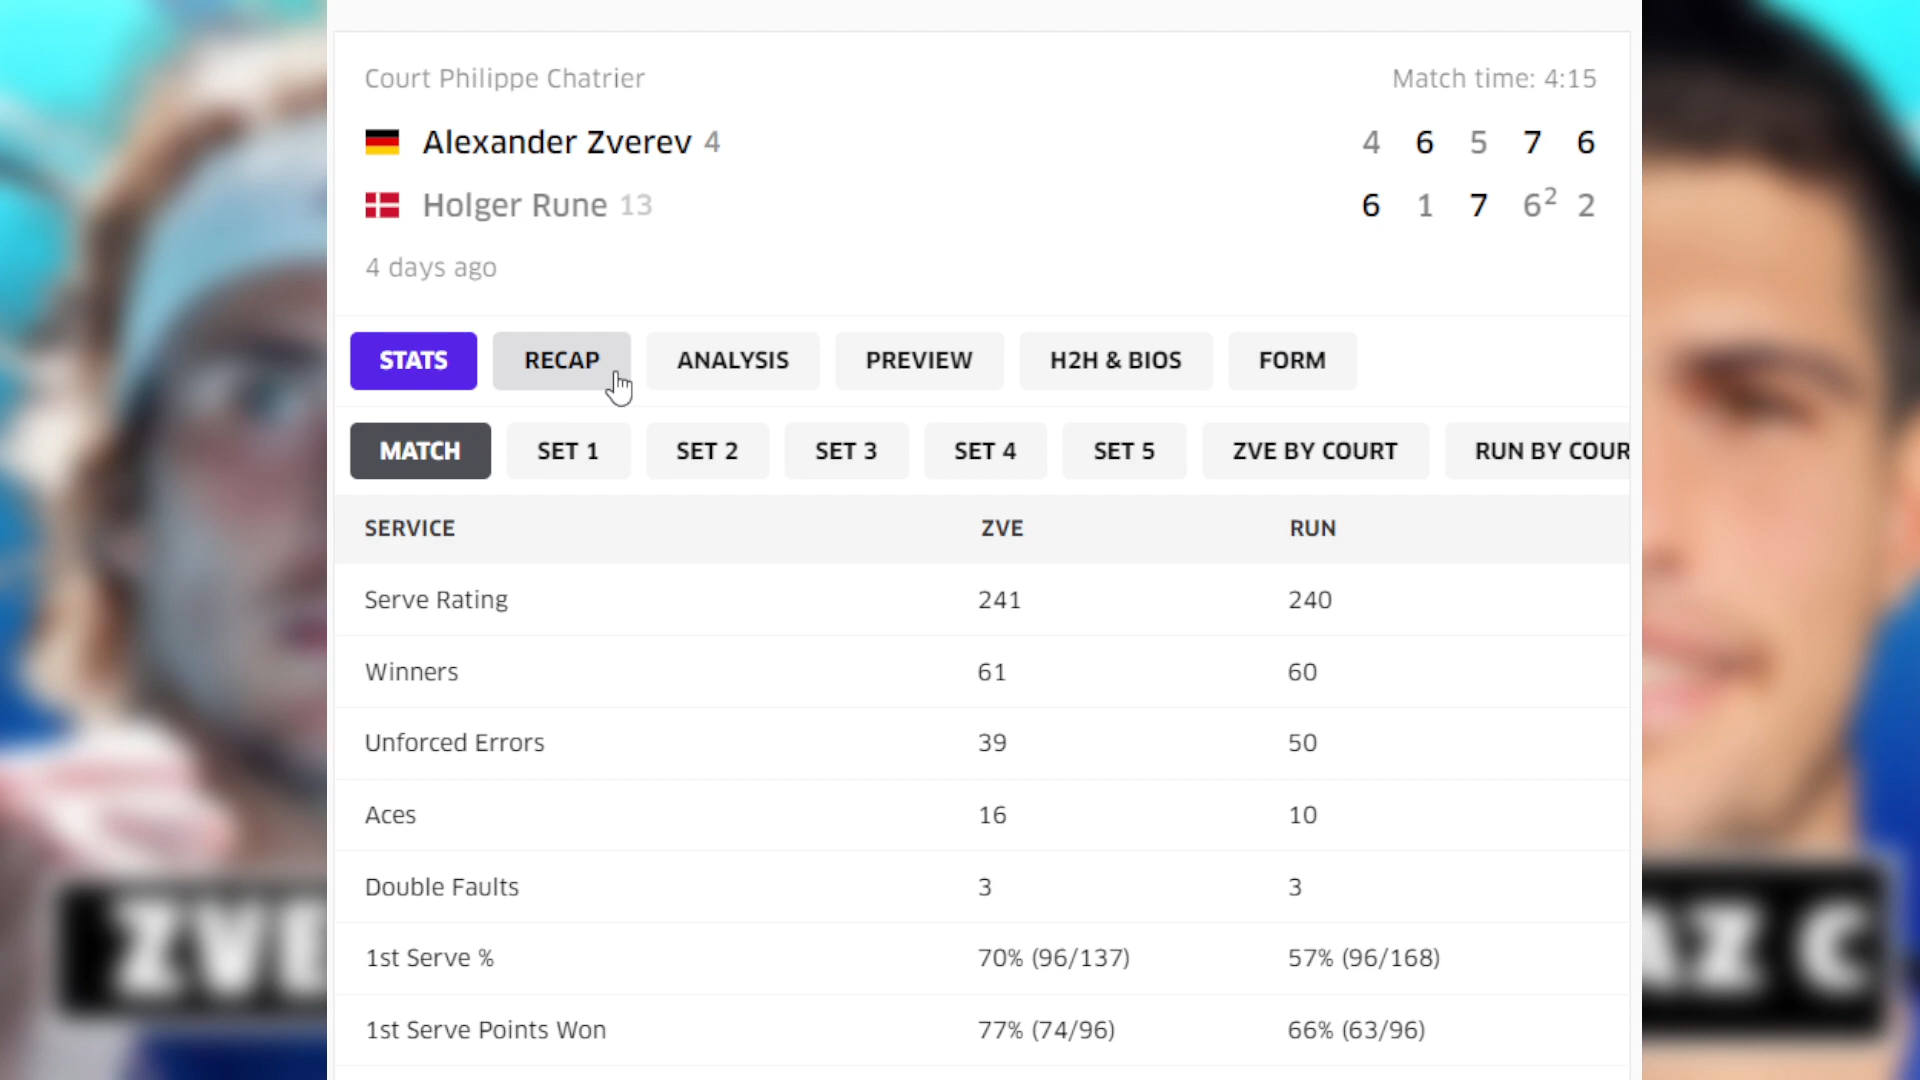 Court Philippe Chatrier Match time: 4:15
Alexander Zverev 4 4 6 5 7 6
Holger Rune 13 6 1 7 6² 2
4 days ago
STATS RECAP ANALYSIS PREVIEW H2H & BIOS FORM
MATCH SET 1 SET 2 SET 3 SET 4 SET 5 ZVE BY COURT RUN BY COUR
SERVICE ZVE RUN
Serve Rating 241 240
Winners 61 60
Unforced Errors 39 50
Aces 16 10
Double Faults 3 3
ZVE AZ C
1st Serve % 70% (96/137) 57% (96/168)
1st Serve Points Won 77% (74/96) 66% (63/96)